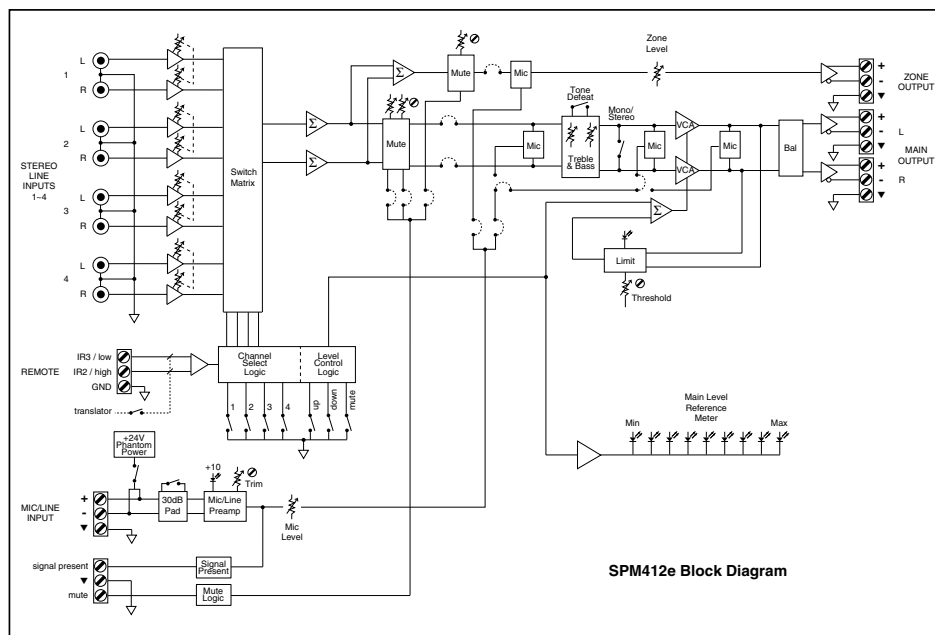 L
1
R
L
2
R
STEREO
LINE
INPUTS
1~4
L
3
R
L
4
R
Switch
Matrix
Σ
Σ
Σ
Mute
Mic
Mute
Zone
Level
Tone
Defeat
Mono/
Stereo
Mic
Treble
& Bass
Mic
VCA
VCA
Mic
Σ
Limit
Threshold
Bal
+
-
▼
ZONE
OUTPUT
+
-
▼
L
MAIN
OUTPUT
+
-
▼
R
REMOTE
IR3 / low
IR2 / high
GND
translator
Channel
Select
Logic
Level
Control
Logic
1
2
3
4
up
down
mute
Main Level
Reference
Meter
Min
Max
+24V
Phantom
Power
MIC/LINE
INPUT
+
-
▼
30dB
Pad
+10
Trim
Mic/Line
Preamp
Mic
Level
signal present
▼
mute
Signal
Present
Mute
Logic
SPM412e Block Diagram